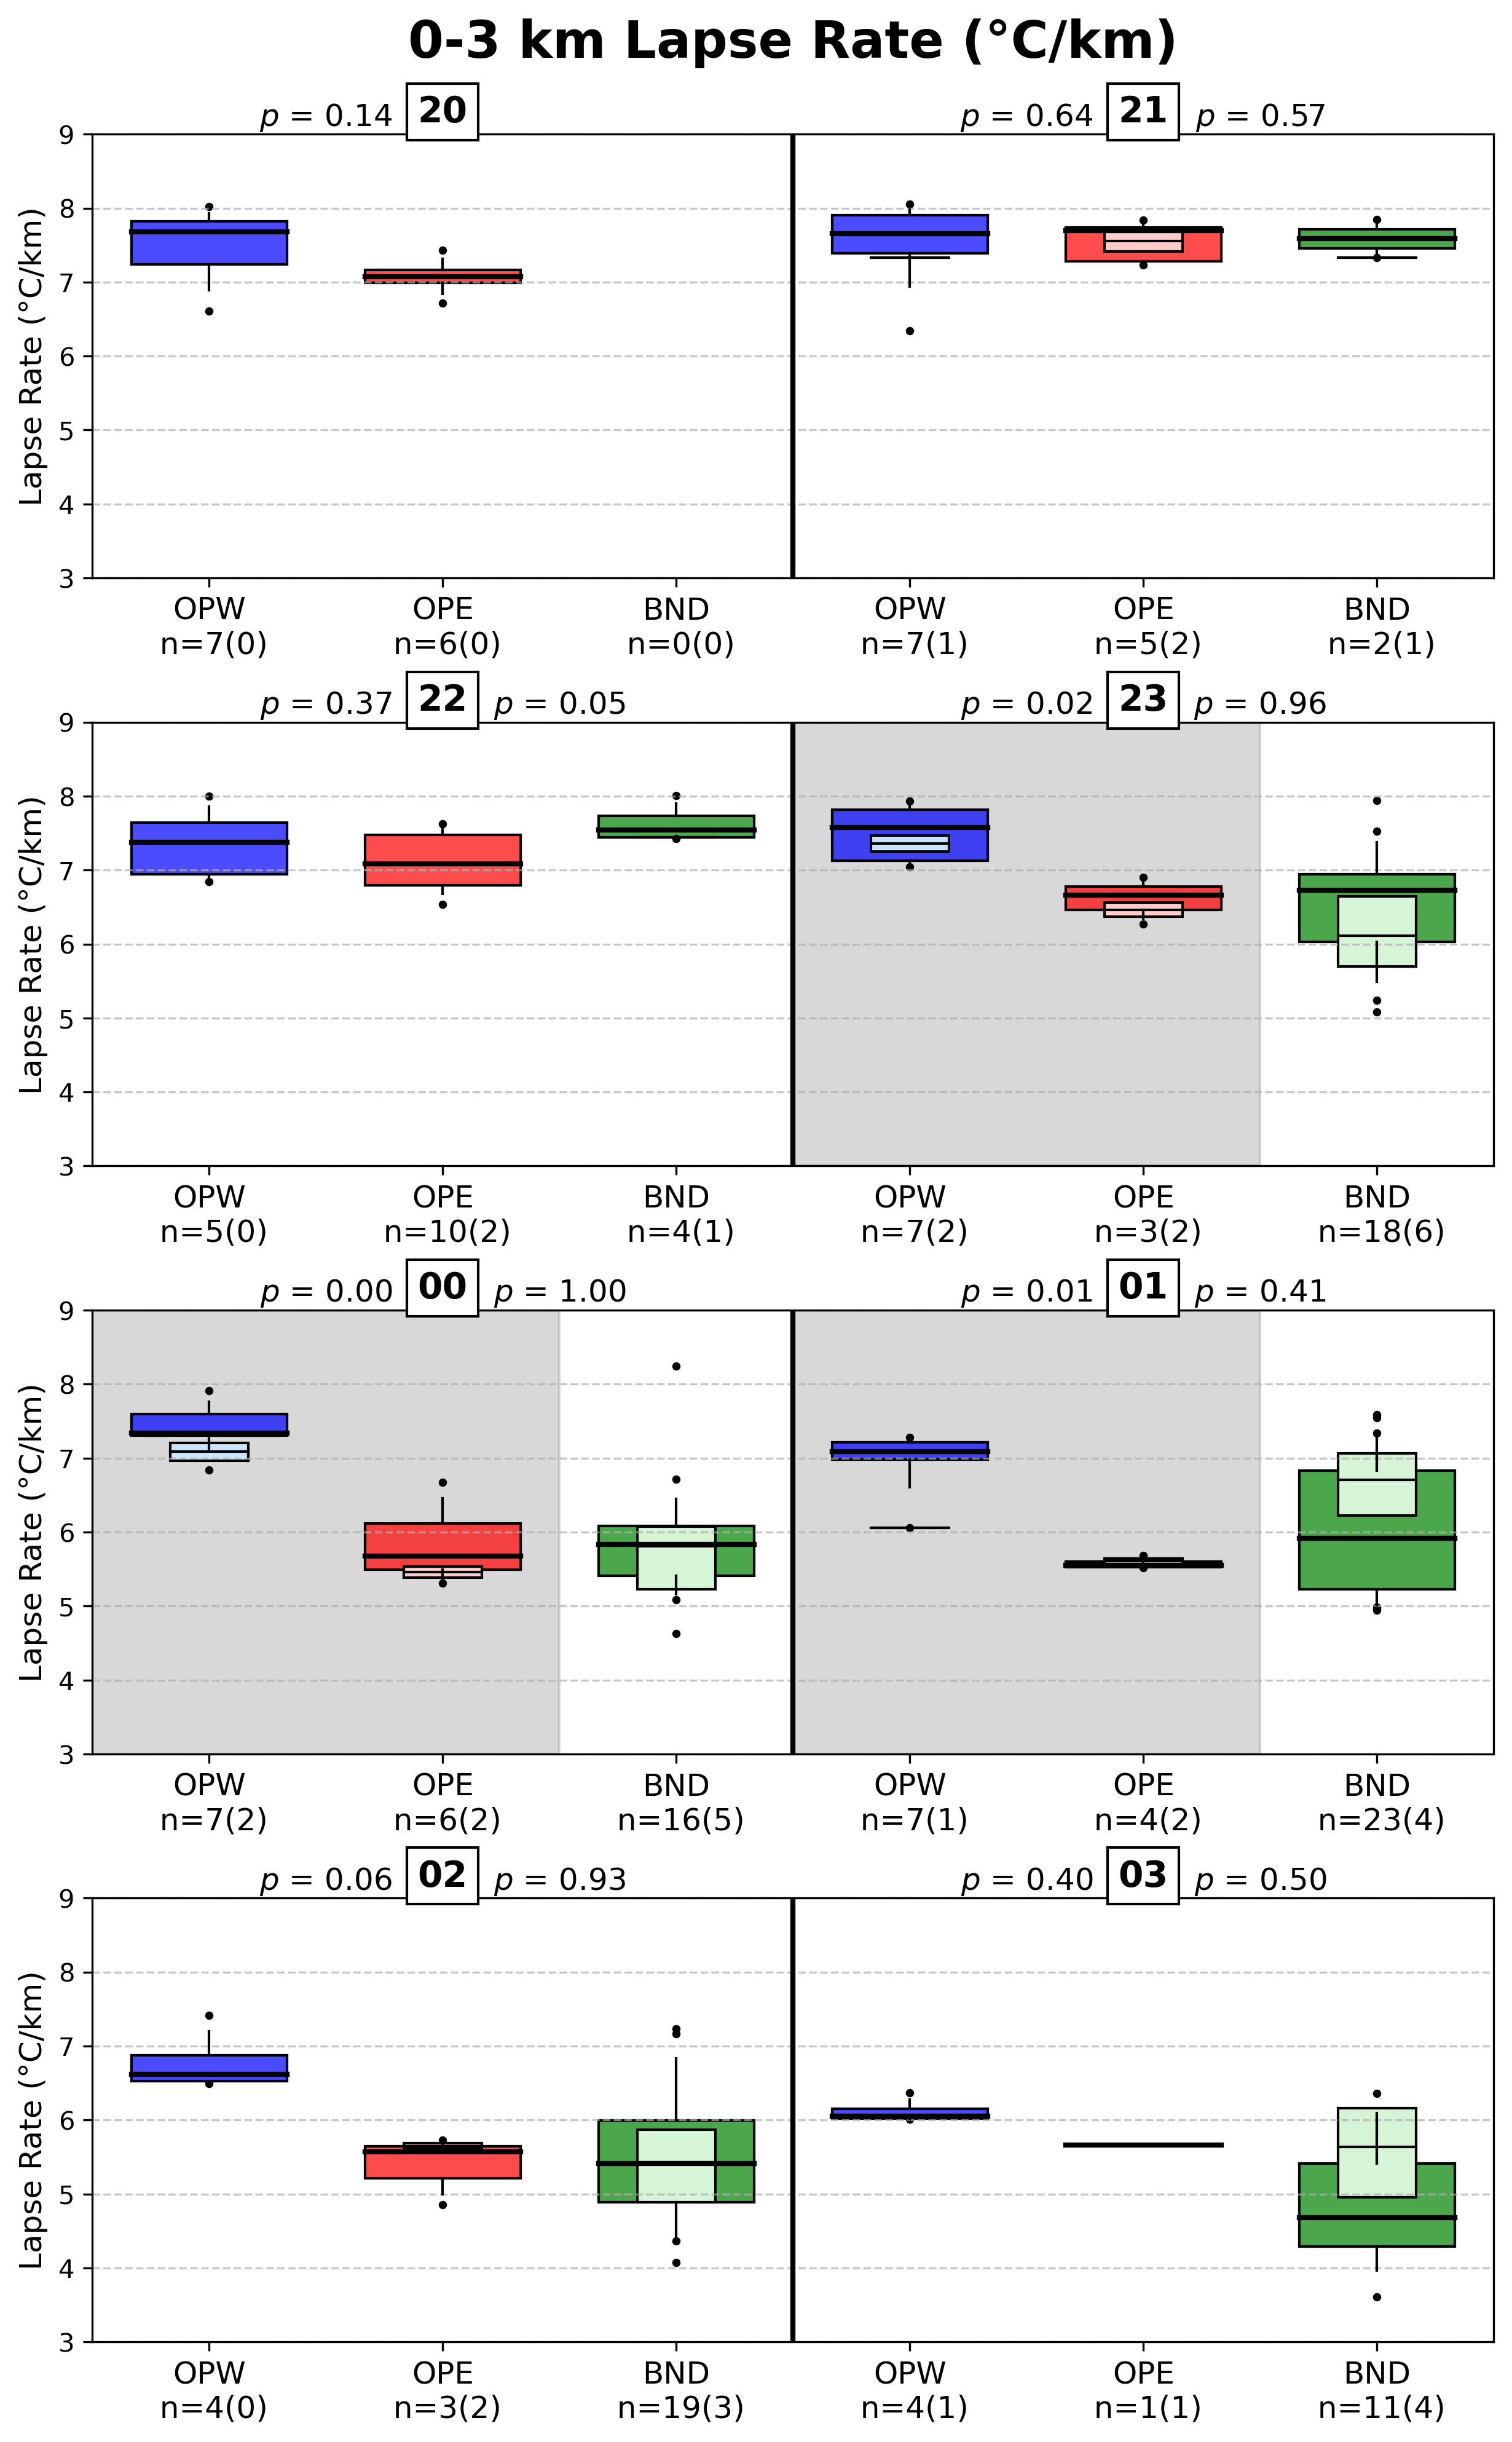 0-3 km Lapse Rate (°C/km)
p = 0.14 20
p = 0.64 21 p = 0.57
Lapse Rate (°C/km)
9
8
7
6
5
4
3
OPW OPE BND OPW OPE BND
n=7(0) n=6(0) n=0(0) n=7(1) n=5(2) n=2(1)
p = 0.37 22 p = 0.05
p = 0.02 23 p = 0.96
Lapse Rate (°C/km)
9
8
7
6
5
4
3
OPW OPE BND OPW OPE BND
n=5(0) n=10(2) n=4(1) n=7(2) n=3(2) n=18(6)
p = 0.00 00 p = 1.00
p = 0.01 01 p = 0.41
Lapse Rate (°C/km)
9
8
7
6
5
4
3
OPW OPE BND OPW OPE BND
n=7(2) n=6(2) n=16(5) n=7(1) n=4(2) n=23(4)
p = 0.06 02 p = 0.93
p = 0.40 03 p = 0.50
Lapse Rate (°C/km)
9
8
7
6
5
4
3
OPW OPE BND OPW OPE BND
n=4(0) n=3(2) n=19(3) n=4(1) n=1(1) n=11(4)